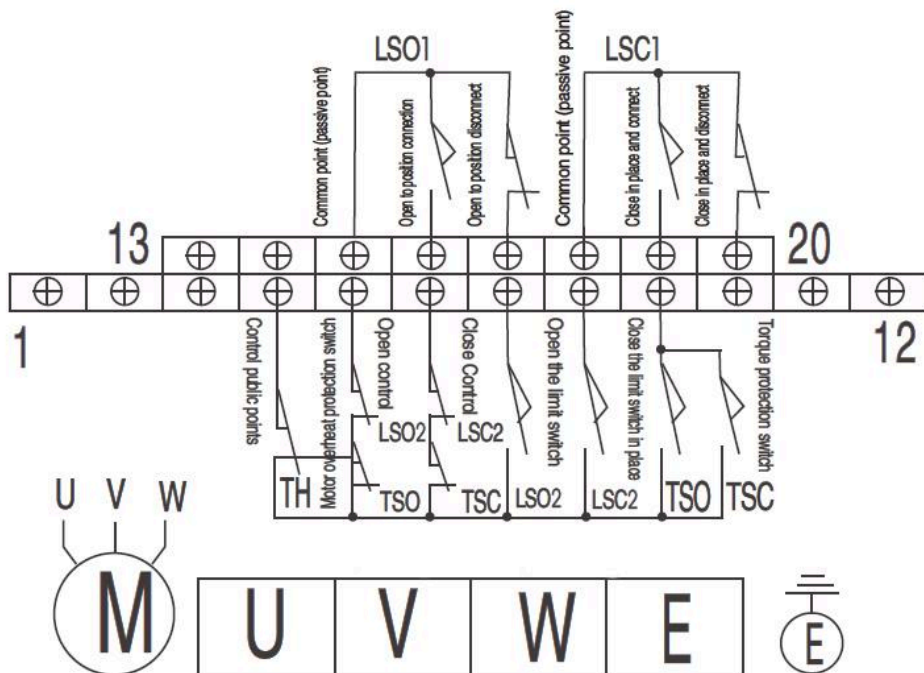 LSO1
LSC1
Common point (passive point)
Open to position connection
Open to position disconnect
Common point (passive point)
Close in place and connect
Close in place and disconnect
13
20
1
12
Control public points
Motor overheat protection switch
Open control
Close Control
Open the limit switch
Close the limit switch in place
Torque protection switch
LSO2
LSC2
TH
TSO
TSC
LSO2
LSC2
TSO
TSC
U V W
M
U V W E
E